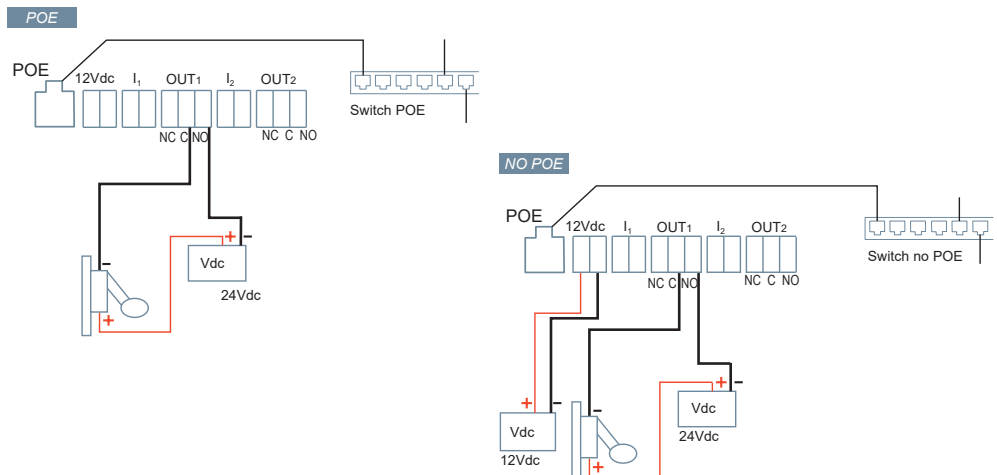 POE
POE
12Vdc I₁ OUT1 I₂ OUT2
NC C NO NC C NO
Switch POE
+ -
Vdc
24Vdc
-
+
NO POE
POE
12Vdc I₁ OUT1 I₂ OUT2
NC C NO NC C NO
Switch no POE
+ -
Vdc
24Vdc
+ -
Vdc
12Vdc
-
+